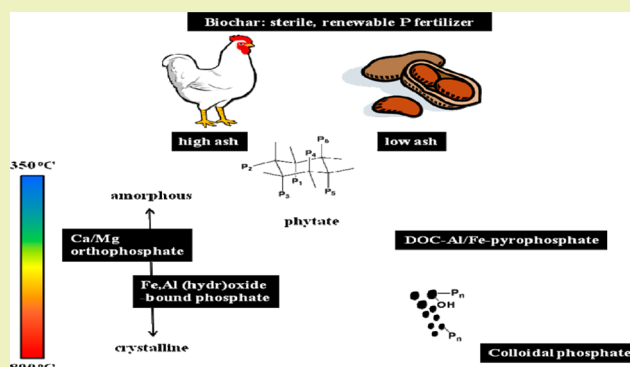 Biochar: sterile, renewable P fertilizer
high ash
low ash
350 °C
P6
P4
P2
P1
P3
P5
phytate
amorphous
Ca/Mg
orthophosphate
DOC-Al/Fe-pyrophosphate
Fe,Al (hydr)oxide
-bound phosphate
Pn
OH
Pn
crystalline
Colloidal phosphate